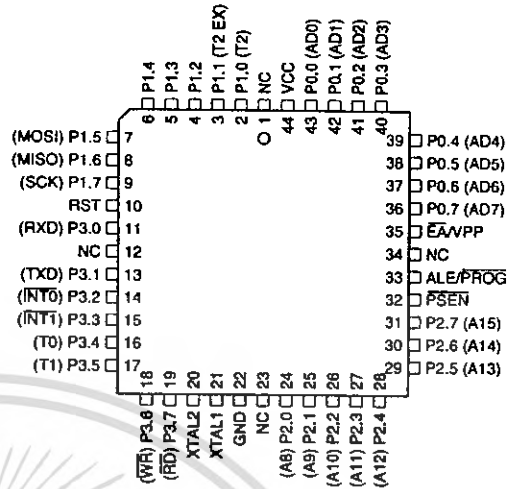 P1.4
P1.3
P1.2
P1.1 (T2 EX)
P1.0 (T2)
NC
VCC
P0.0 (AD0)
P0.1 (AD1)
P0.2 (AD2)
P0.3 (AD3)
6
5
4
3
2
1
44
43
42
41
40
(MOSI) P1.5 7
(MISO) P1.6 8
(SCK) P1.7 9
RST 10
(RXD) P3.0 11
NC 12
(TXD) P3.1 13
(INT0) P3.2 14
(INT1) P3.3 15
(T0) P3.4 16
(T1) P3.5 17
39 P0.4 (AD4)
38 P0.5 (AD5)
37 P0.6 (AD6)
36 P0.7 (AD7)
35 EA/VPP
34 NC
33 ALE/PROG
32 PSEN
31 P2.7 (A15)
30 P2.6 (A14)
29 P2.5 (A13)
18
19
20
21
22
23
24
25
26
27
28
(WR) P3.6
(RD) P3.7
XTAL2
XTAL1
GND
NC
(A8) P2.0
(A9) P2.1
(A10) P2.2
(A11) P2.3
(A12) P2.4